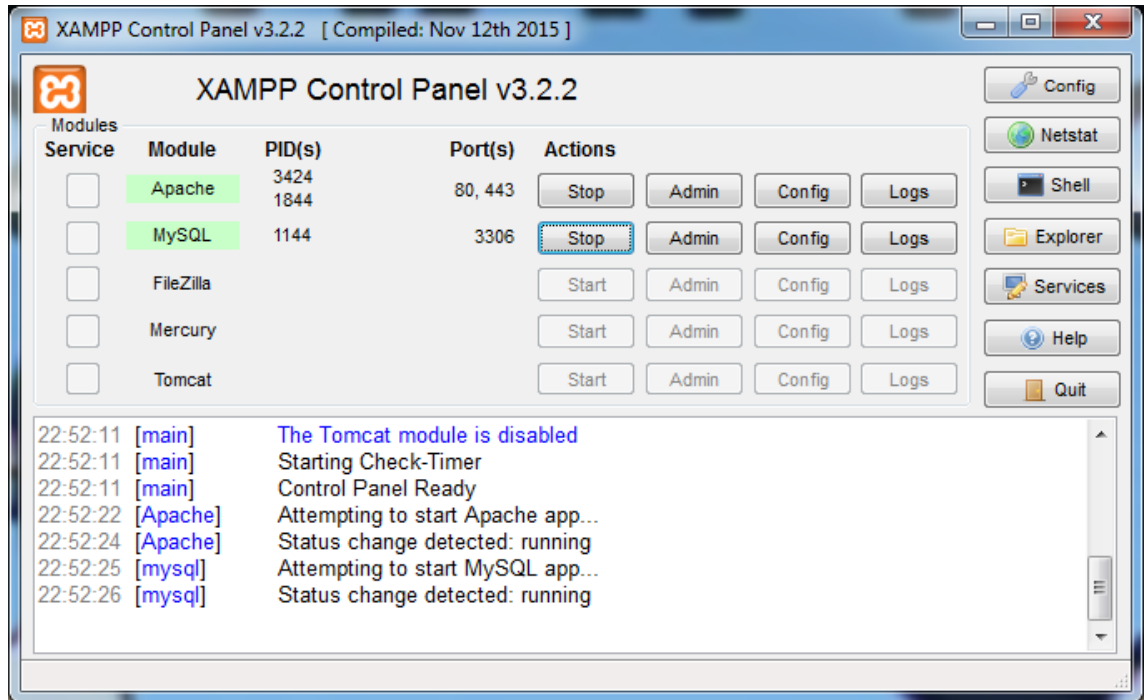 XAMPP Control Panel v3.2.2 [ Compiled: Nov 12th 2015 ]
XAMPP Control Panel v3.2.2
Config
Modules
Netstat
Service Module PID(s) Port(s) Actions
Apache 3424 1844 80, 443 Stop Admin Config Logs
Shell
MySQL 1144 3306 Stop Admin Config Logs
Explorer
FileZilla Start Admin Config Logs
Services
Mercury Start Admin Config Logs
Help
Tomcat Start Admin Config Logs
Quit
22:52:11 [main] The Tomcat module is disabled
22:52:11 [main] Starting Check-Timer
22:52:11 [main] Control Panel Ready
22:52:22 [Apache] Attempting to start Apache app...
22:52:24 [Apache] Status change detected: running
22:52:25 [mysql] Attempting to start MySQL app...
22:52:26 [mysql] Status change detected: running